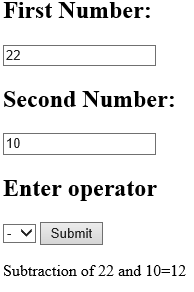 First Number:
22
Second Number:
10
Enter operator
- Submit
Subtraction of 22 and 10=12